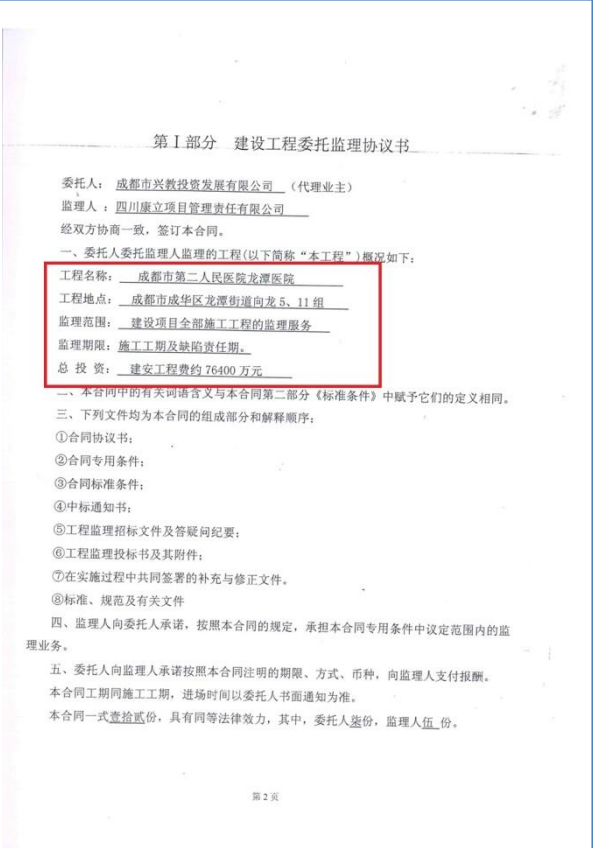 第Ⅰ部分 建设工程委托监理协议书
委托人： 成都市兴教投资发展有限公司 （代理业主）
监理人 ：四川康立项目管理责任有限公司
经双方协商一致，签订本合同。
一、委托人委托监理人监理的工程(以下简称“本工程”)概况如下：
工程名称： 成都市第二人民医院龙潭医院
工程地点： 成都市成华区龙潭街道向龙 5、11 组
监理范围： 建设项目全部施工工程的监理服务
监理期限：施工工期及缺陷责任期。
总 投 资： 建安工程费约 76400 万元
二、本合同中的有关词语含义与本合同第二部分《标准条件》中赋予它们的定义相同。
三、下列文件均为本合同的组成部分和解释顺序：
①合同协议书；
②合同专用条件；
③合同标准条件；
④中标通知书；
⑤工程监理招标文件及答疑问纪要；
⑥工程监理投标书及其附件；
⑦在实施过程中共同签署的补充与修正文件。
⑧标准、规范及有关文件
四、监理人向委托人承诺，按照本合同的规定，承担本合同专用条件中议定范围内的监
理业务。
五、委托人向监理人承诺按照本合同注明的期限、方式、币种，向监理人支付报酬。
本合同工期同施工工期，进场时间以委托人书面通知为准。
本合同一式壹拾贰份，具有同等法律效力，其中，委托人柒份，监理人伍 份。
第 2 页